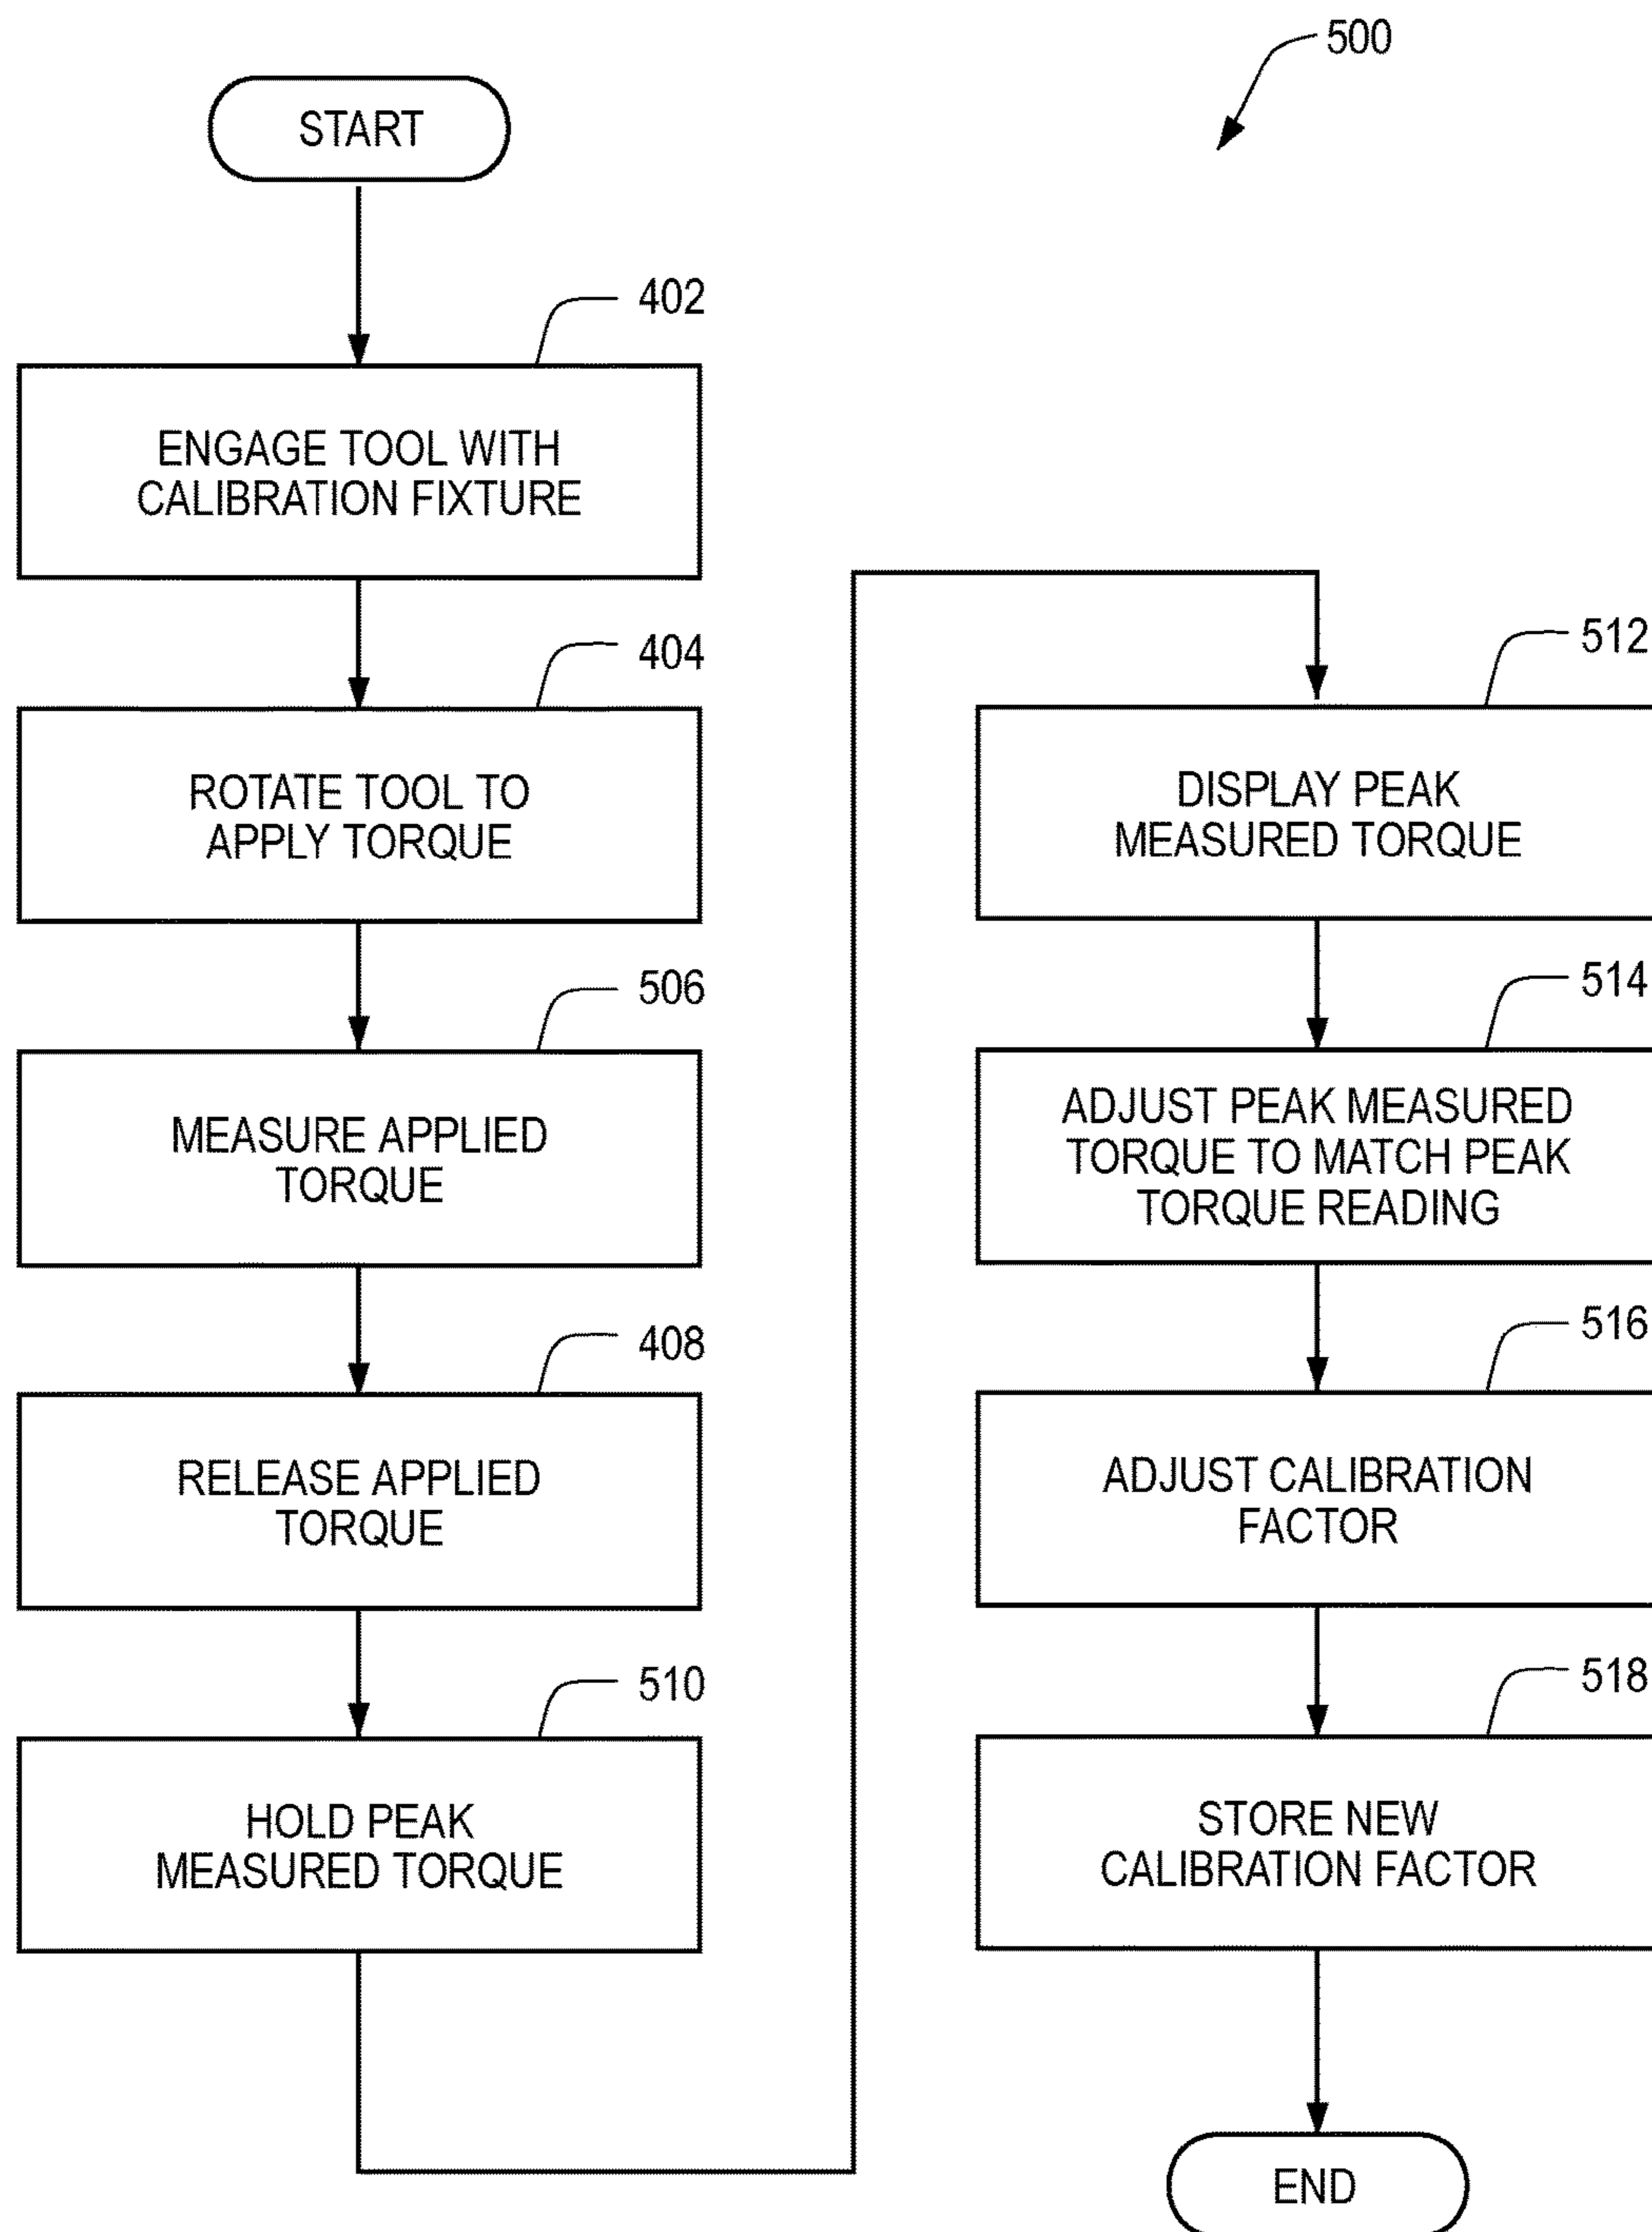 500
START
402
ENGAGE TOOL WITH
CALIBRATION FIXTURE
404
ROTATE TOOL TO
APPLY TORQUE
506
MEASURE APPLIED
TORQUE
408
RELEASE APPLIED
TORQUE
510
HOLD PEAK
MEASURED TORQUE
512
DISPLAY PEAK
MEASURED TORQUE
514
ADJUST PEAK MEASURED
TORQUE TO MATCH PEAK
TORQUE READING
516
ADJUST CALIBRATION
FACTOR
518
STORE NEW
CALIBRATION FACTOR
END